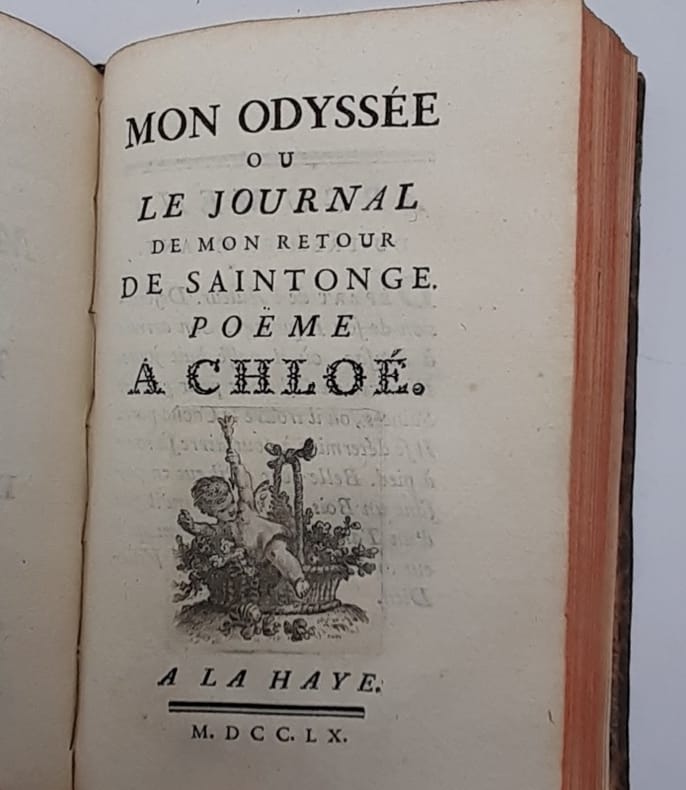 MON ODYSSÉE
OU
LE JOURNAL
DE MON RETOUR
DE SAINTONGE.
POËME
A CHLOÉ.
A LA HAYE.
M. DCC. LX.